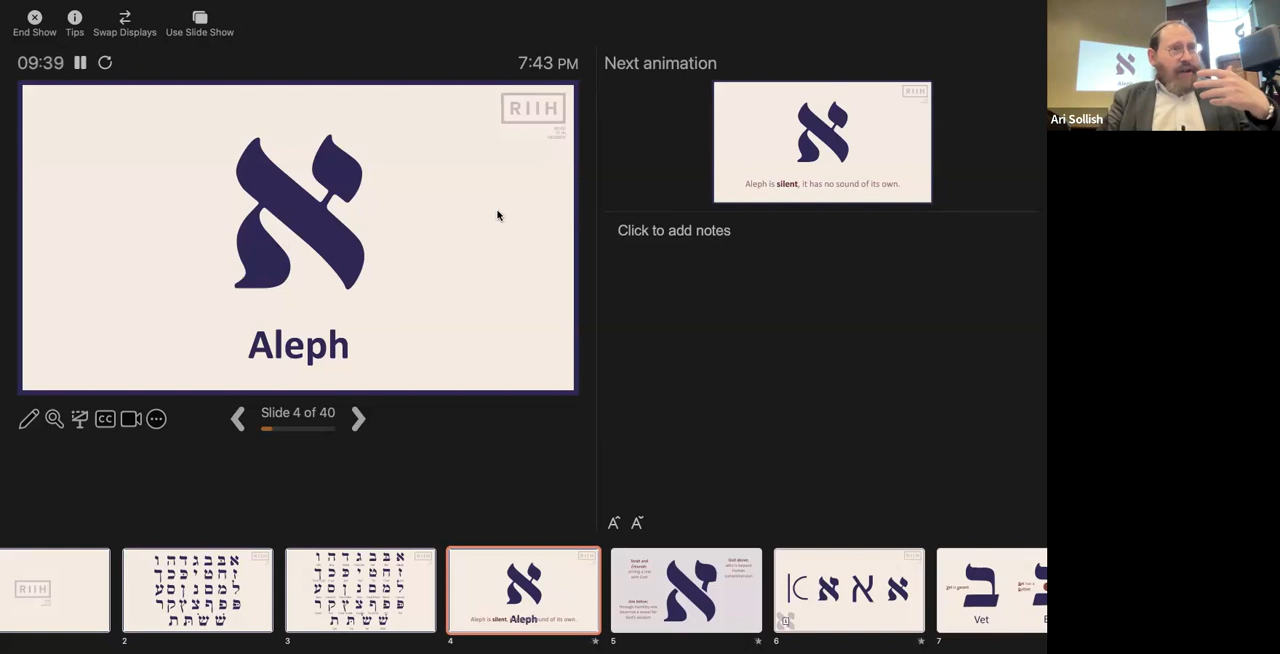 End Show Tips Swap Displays Use Slide Show
09:39
7:43 PM
RIIH
א
Aleph
Slide 4 of 40
Next animation
RIIH
א
Aleph is silent, it has no sound of its own.
Click to add notes
Ari Sollish
א
RIIH
א בּ ב ג ד ה ו
ז ח ט י כּ כ ך
ל מ ם נ ן ס ע
פּ פ ף צ ץ ק ר
שׁ שׂ תּ ת
2
א בּ ב ג ד ה ו
ז ח ט י כּ כ ך
ל מ ם נ ן ס ע
פּ פ ף צ ץ ק ר
שׁ שׂ תּ ת
3
א
Aleph
4
א
5
א א א א
6
ב
Vet
7